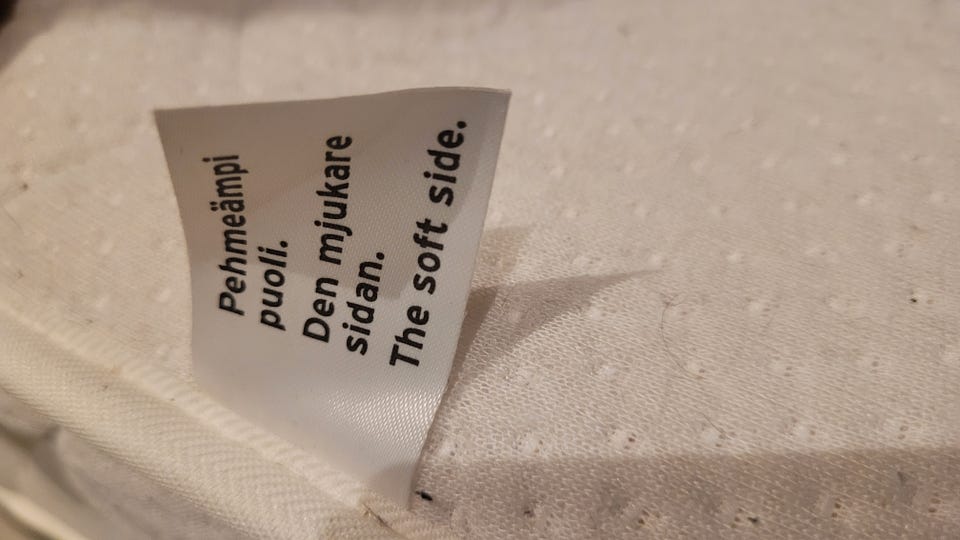 Pehmeämpi
puoli.
Den mjukare
sidan.
The soft side.